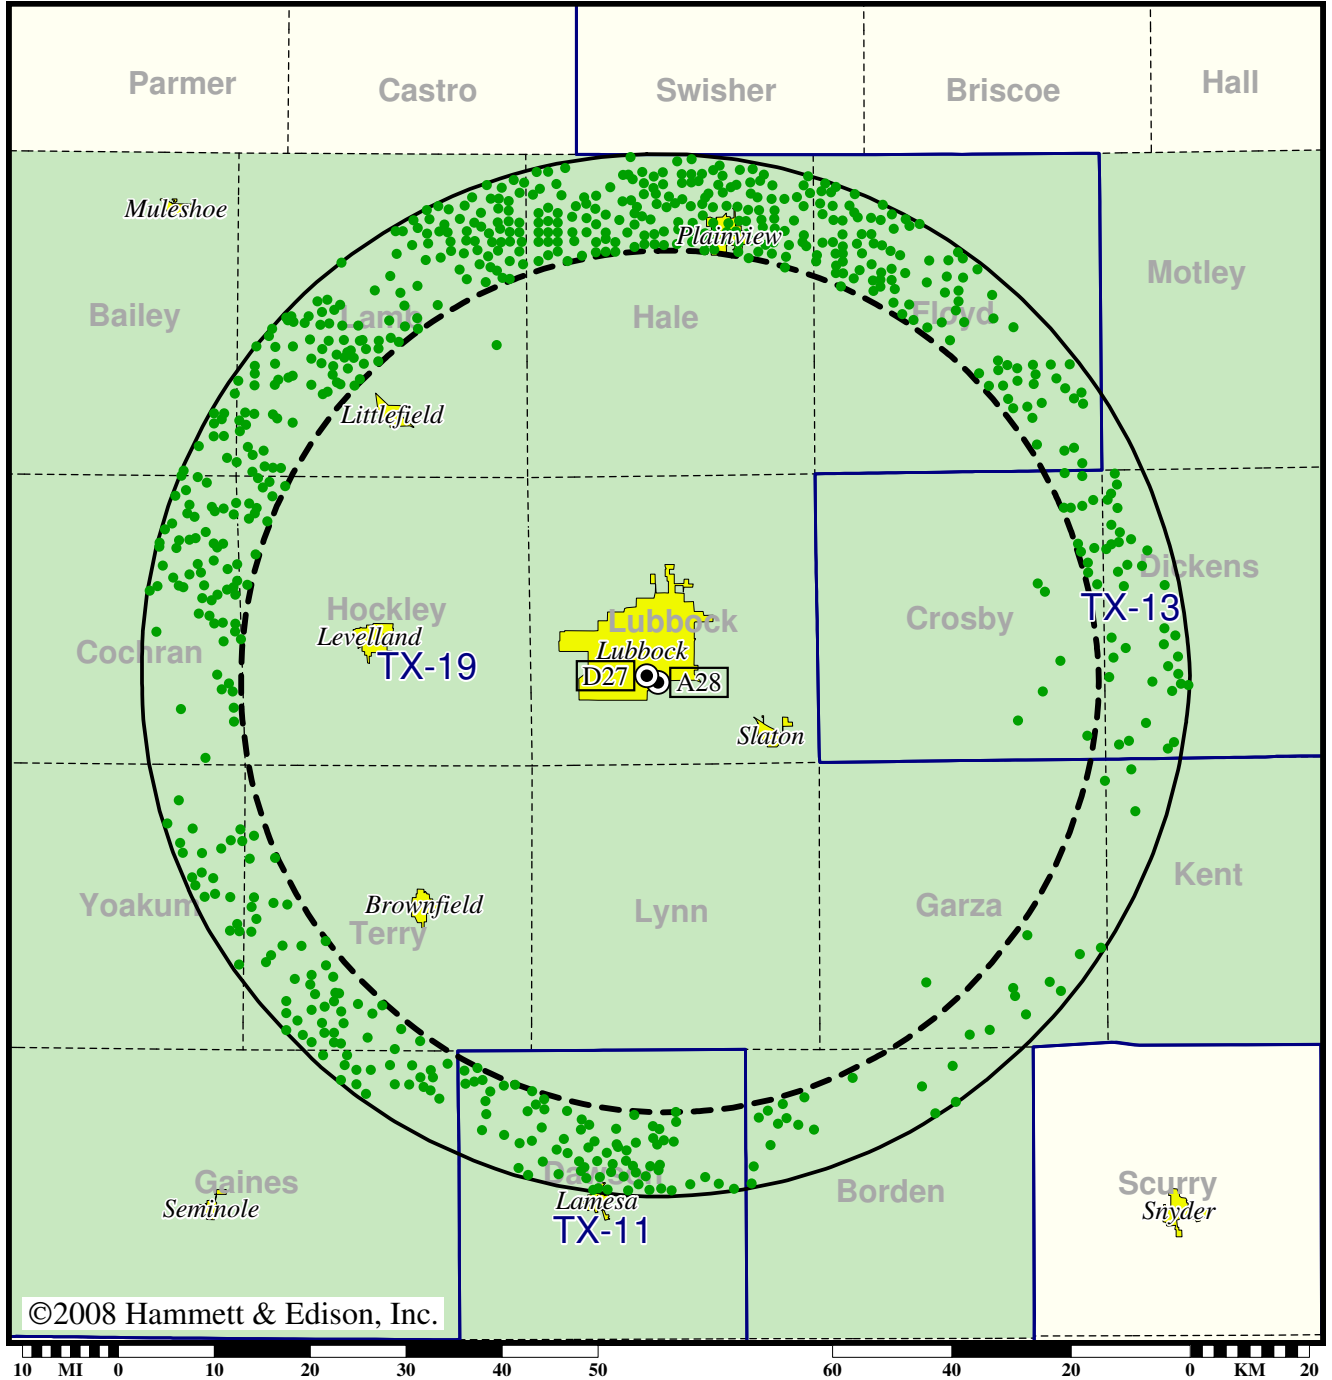 Parmer
Castro
Swisher
Briscoe
Hall
Muleshoe
Plainview
Bailey
Lamb
Hale
Floyd
Motley
Littlefield
Hockley
Lubbock
Crosby
Dickens
TX-13
Levelland
TX-19
Cochran
Lubbock
D27
A28
Slaton
Yoakum
Brownfield
Terry
Lynn
Garza
Kent
Gaines
Seminole
Dawson
Lamesa
TX-11
Borden
Scurry
Snyder
©2008 Hammett & Edison, Inc.
10 MI 0 10 20 30 40 50 60 40 20 0 KM 20